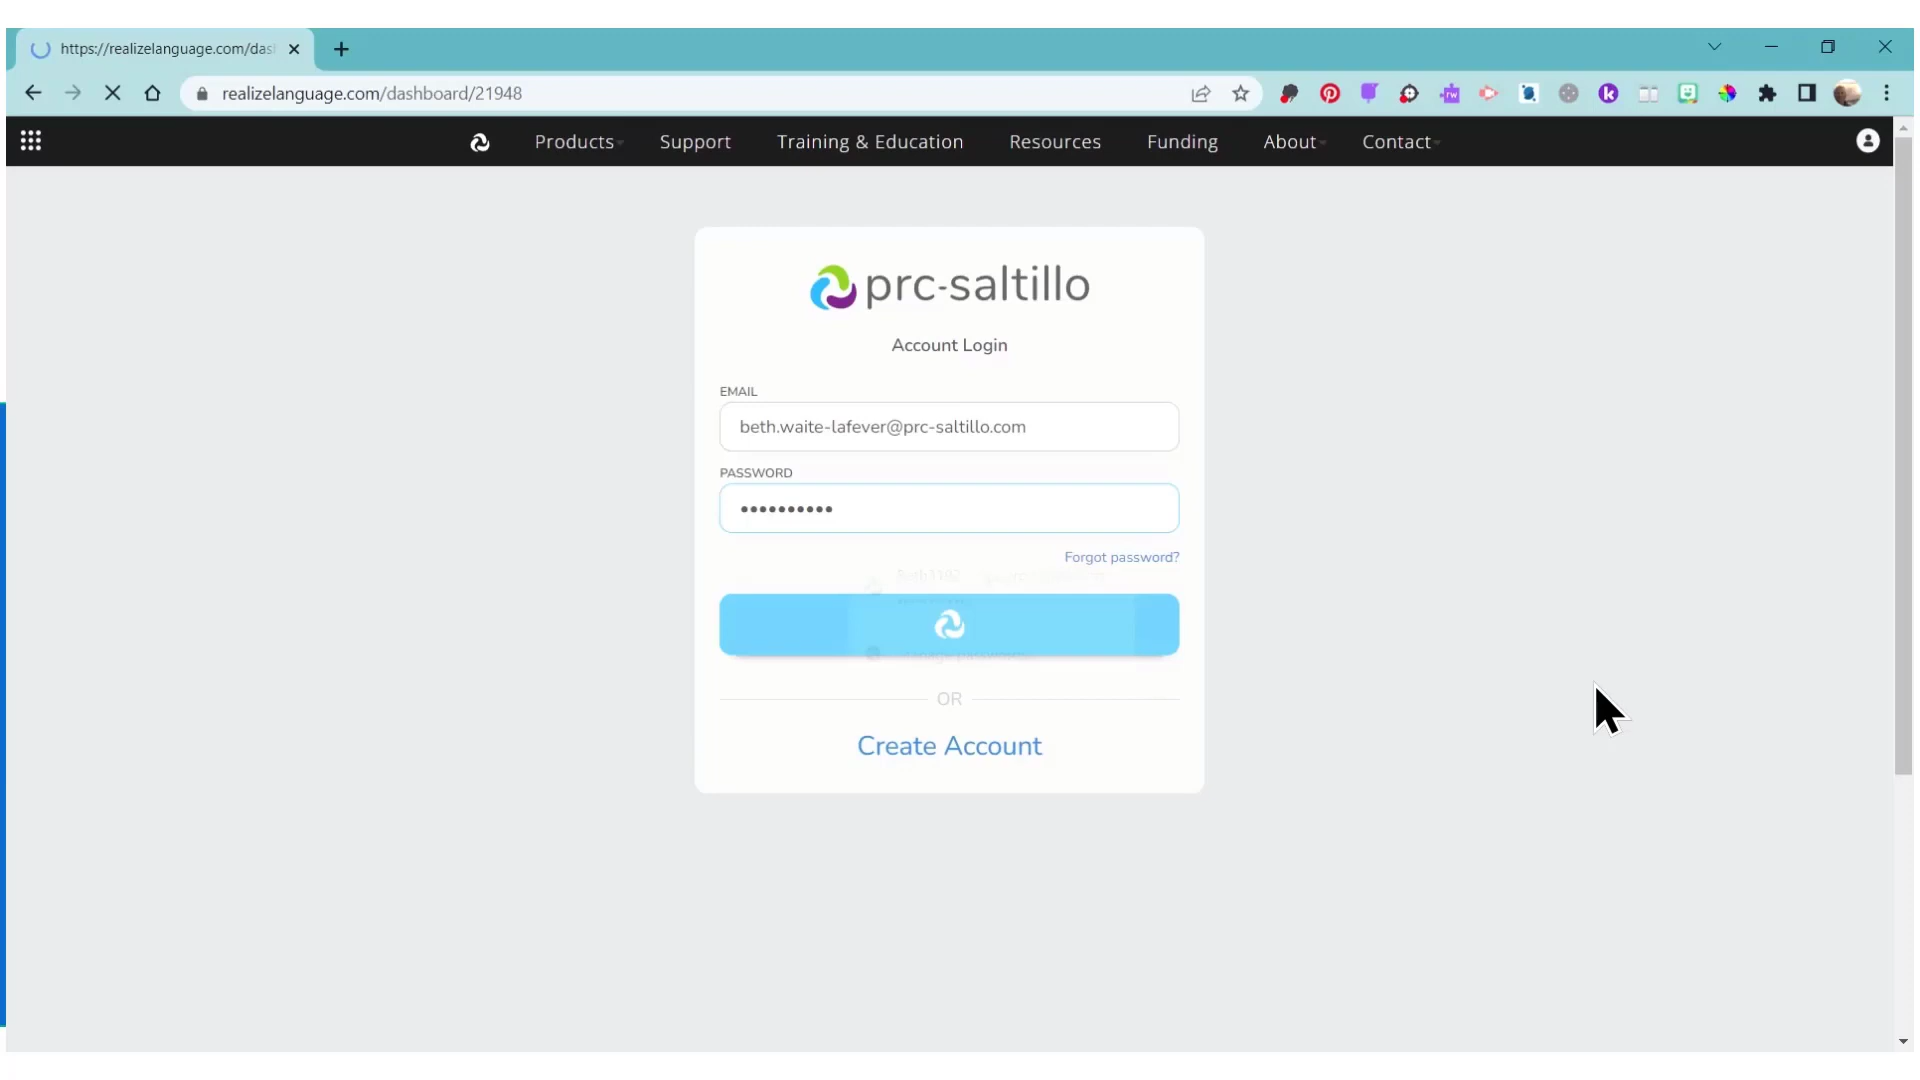 https://realizelanguage.com/das
realizelanguage.com/dashboard/21948
Products
Support
Training & Education
Resources
Funding
About
Contact
prc-saltillo
Account Login
EMAIL
beth.waite-lafever@prc-saltillo.com
PASSWORD
••••••••••
Forgot password?
OR
Create Account